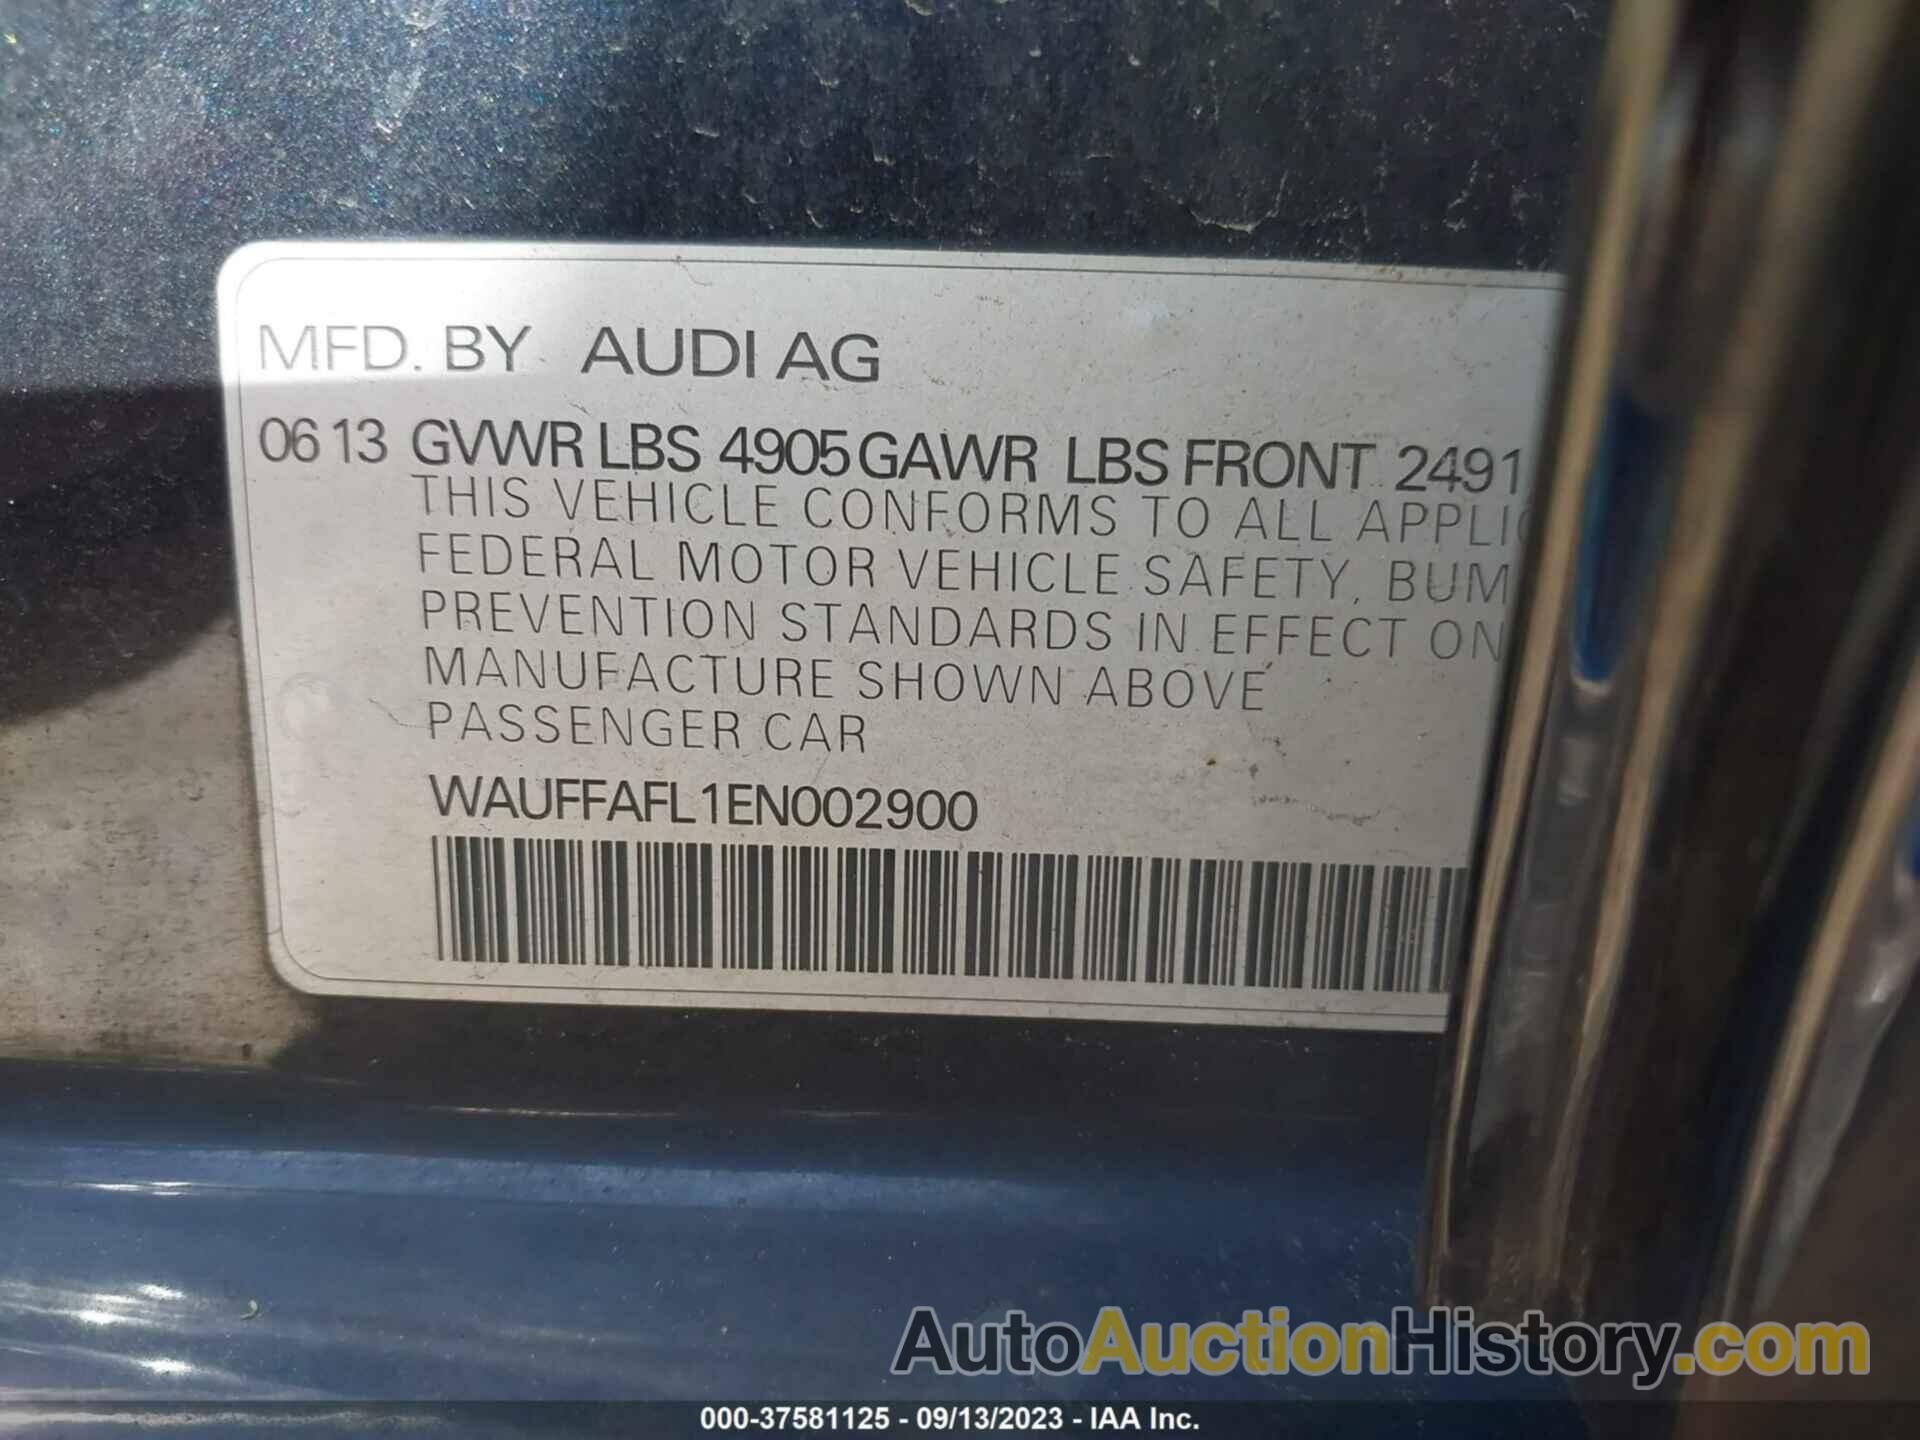 MFD. BY AUDI AG
06 13 GVWR LBS 4905 GAWR LBS FRONT 2491
THIS VEHICLE CONFORMS TO ALL APPLIC
FEDERAL MOTOR VEHICLE SAFETY, BUM
PREVENTION STANDARDS IN EFFECT ON
MANUFACTURE SHOWN ABOVE
PASSENGER CAR
WAUFFAFL1EN002900
AutoAuctionHistory.com
000-37581125 - 09/13/2023 - IAA Inc.